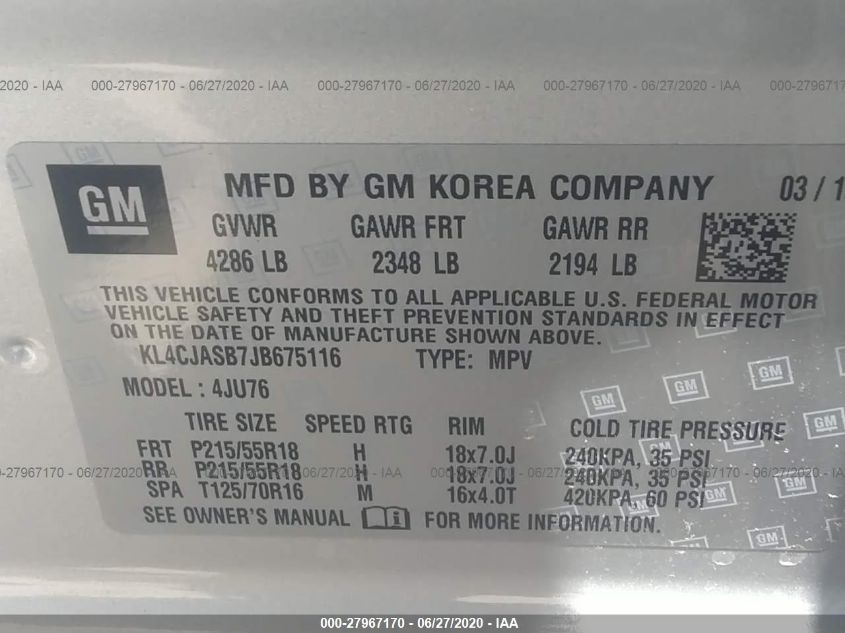 2020 - IAA 000-27967170 - 06/27/2020 - IAA 000-27967170 - 06/27/2020 - IAA 000-27967170 - 06/27/2020
GM MFD BY GM KOREA COMPANY 03 / 1
GVWR GAWR FRT GAWR RR
4286 LB 2348 LB 2194 LB
THIS VEHICLE CONFORMS TO ALL APPLICABLE U.S. FEDERAL MOTOR
VEHICLE SAFETY AND THEFT PREVENTION STANDARDS IN EFFECT
ON THE DATE OF MANUFACTURE SHOWN ABOVE.
KL4CJASB7JB675116 TYPE: MPV
MODEL : 4JU76
TIRE SIZE SPEED RTG RIM COLD TIRE PRESSURE
FRT P215/55R18 H 18x7.0J 240KPA, 35 PSI
RR P215/55R18 H 18x7.0J 240KPA, 35 PSI
SPA T125/70R16 M 16x4.0T 420KPA, 60 PSI
SEE OWNER'S MANUAL FOR MORE INFORMATION.
000-27967170 - 06/27/2020 - IAA